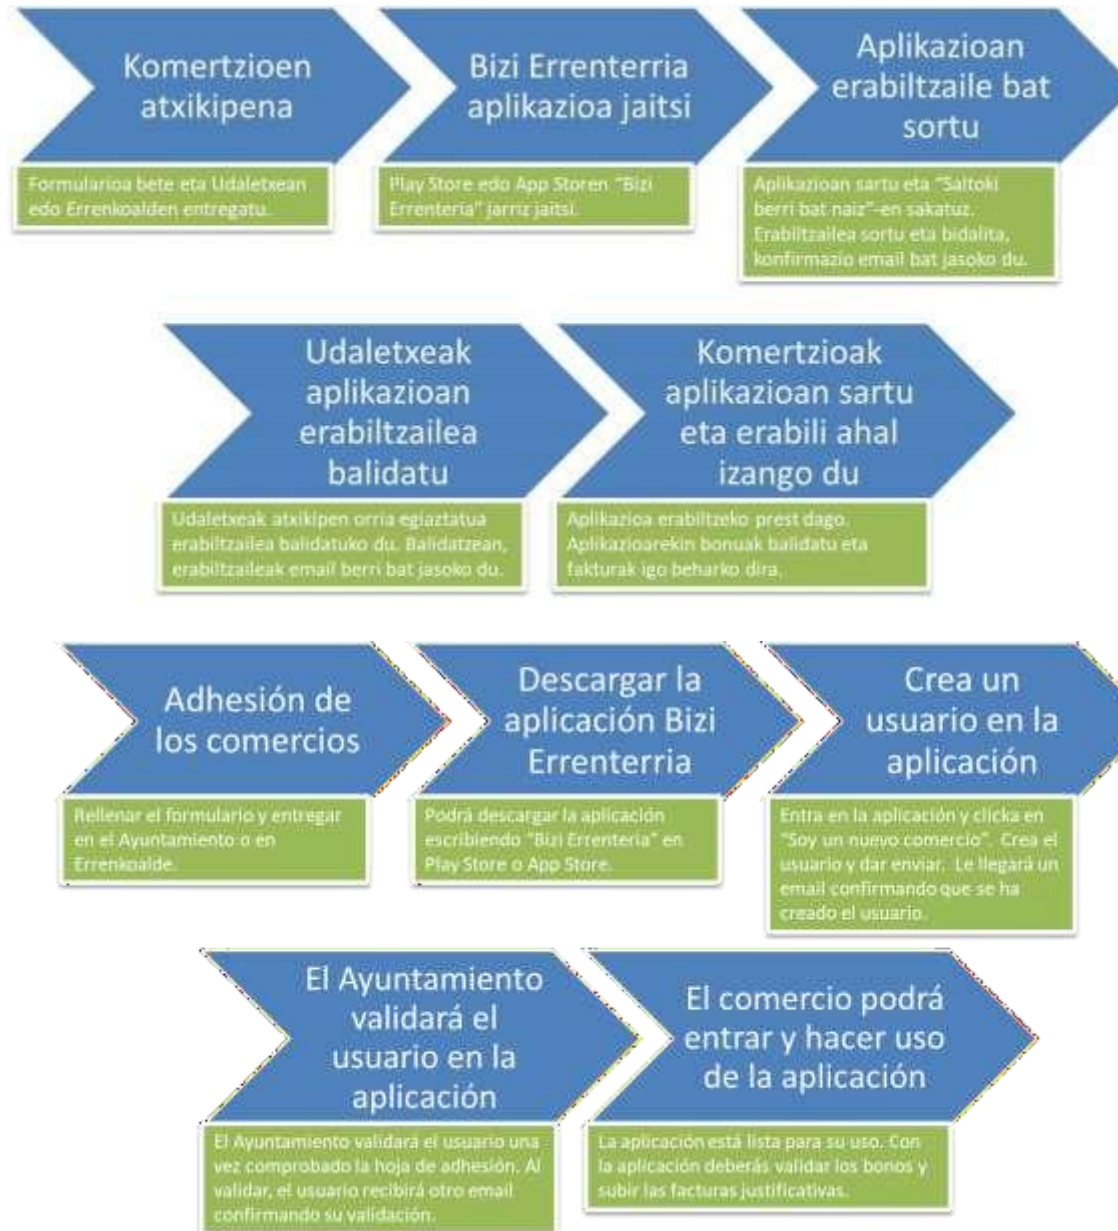 Komertzioen
atxikipena
Formularioa bete eta Udaletxean
edo Errenkoalden entregatu.
Bizi Errenterria
aplikazioa jaitsi
Play Store edo App Storen "Bizi
Errenteria" jarriz jaitsi.
Aplikazioan
erabiltzaile bat
sortu
Aplikazioan sartu eta "Saltoki
berri bat naiz"-en sakatuz.
Erabiltzailea sortu eta bidalita,
konfirmazio email bat jasoko du.
Udaletxeak
aplikazioan
erabiltzailea
balidatu
Udaletxeak atxikipen orria egiaztatua
erabiltzailea balidatuko du. Balidatzean,
erabiltzaileak email berri bat jasoko du.
Komertzioak
aplikazioan sartu
eta erabili ahal
izango du
Aplikazioa erabiltzeko prest dago.
Aplikazioarekin bonuak balidatu eta
fakturak igo beharko dira.
Adhesión de
los comercios
Rellenar el formulario y entregar
en el Ayuntamiento o en
Errenkoalde.
Descargar la
aplicación Bizi
Errenterria
Podrá descargar la aplicación
escribiendo "Bizi Errenteria" en
Play Store o App Store.
Crea un
usuario en la
aplicación
Entra en la aplicación y clicka en
"Soy un nuevo comercio". Crea el
usuario y dar enviar. Le llegará un
email confirmando que se ha
creado el usuario.
El Ayuntamiento
validará el
usuario en la
aplicación
El Ayuntamiento validará el usuario una
vez comprobado la hoja de adhesión. Al
validar, el usuario recibirá otro email
confirmando su validación.
El comercio podrá
entrar y hacer uso
de la aplicación
La aplicación está lista para su uso. Con
la aplicación deberás validar los bonos y
subir las facturas justificativas.